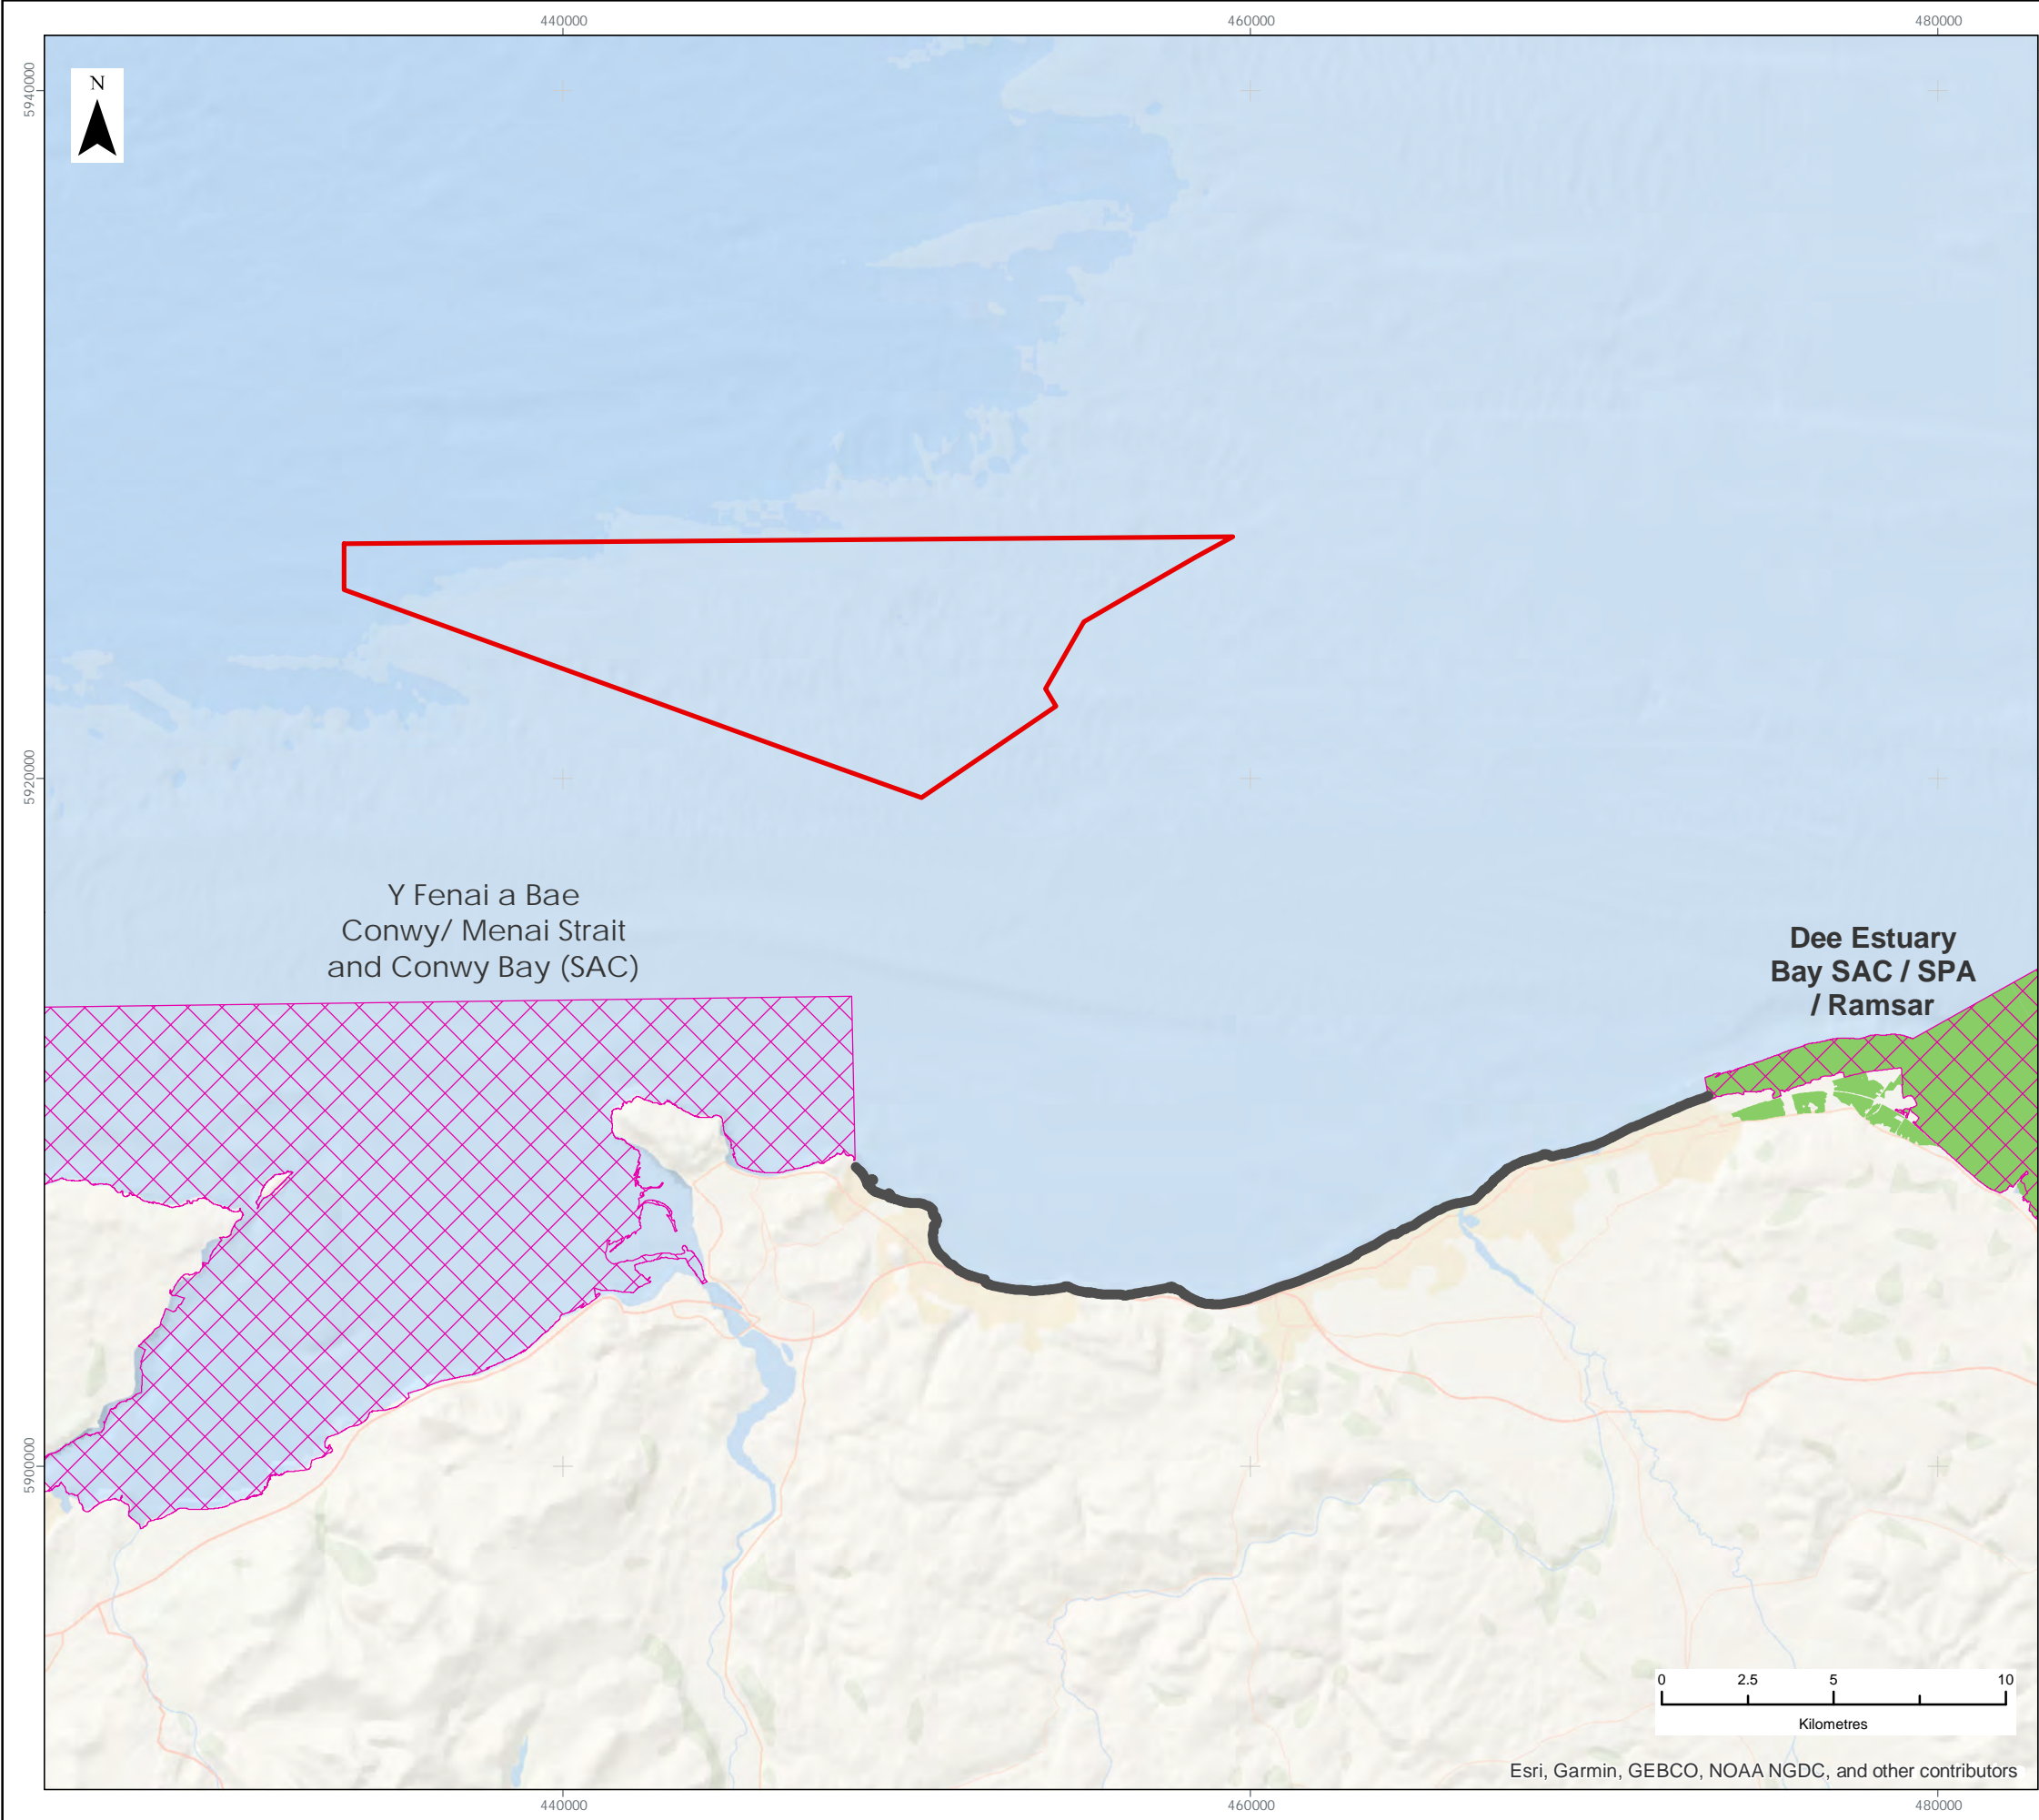 440000
460000
480000
5940000
N
5920000
Y Fenai a Bae
Conwy/ Menai Strait
and Conwy Bay (SAC)
Dee Estuary
Bay SAC / SPA
/ Ramsar
5900000
0
2.5
5
10
Kilometres
Esri, Garmin, GEBCO, NOAA NGDC, and other contributors
440000
460000
480000